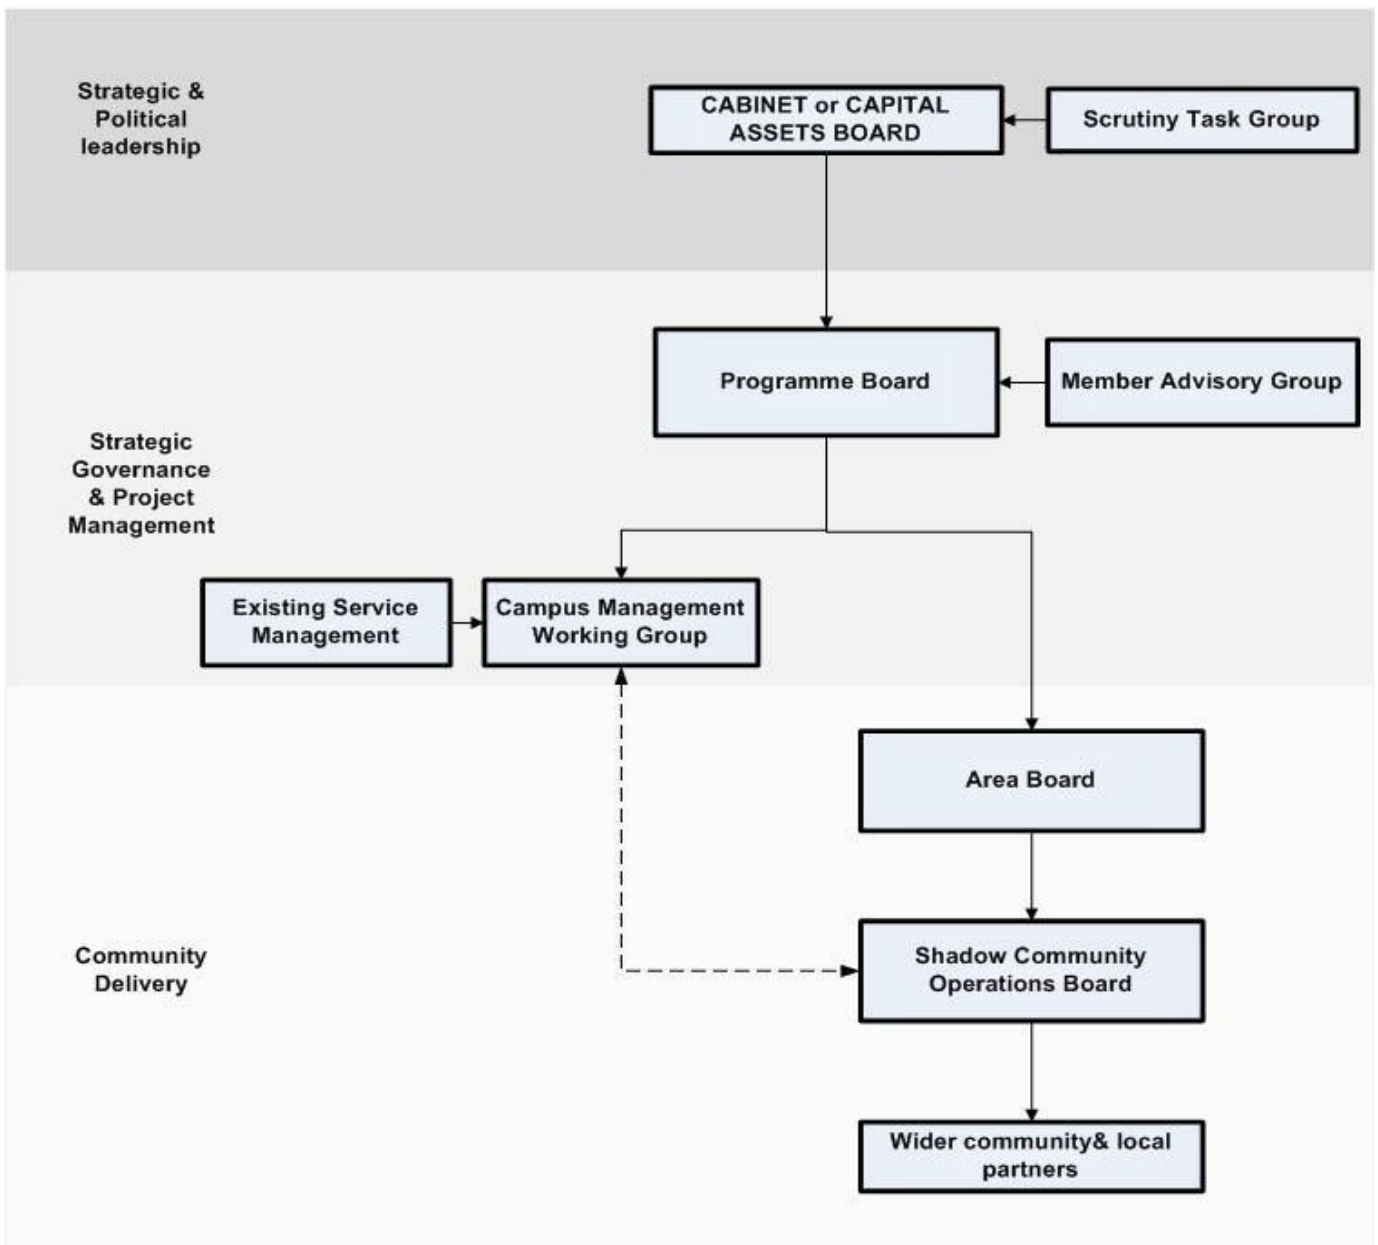 Strategic &
Political
leadership
CABINET or CAPITAL
ASSETS BOARD
Scrutiny Task Group
Programme Board
Member Advisory Group
Strategic
Governance
& Project
Management
Existing Service
Management
Campus Management
Working Group
Area Board
Community
Delivery
Shadow Community
Operations Board
Wider community& local
partners